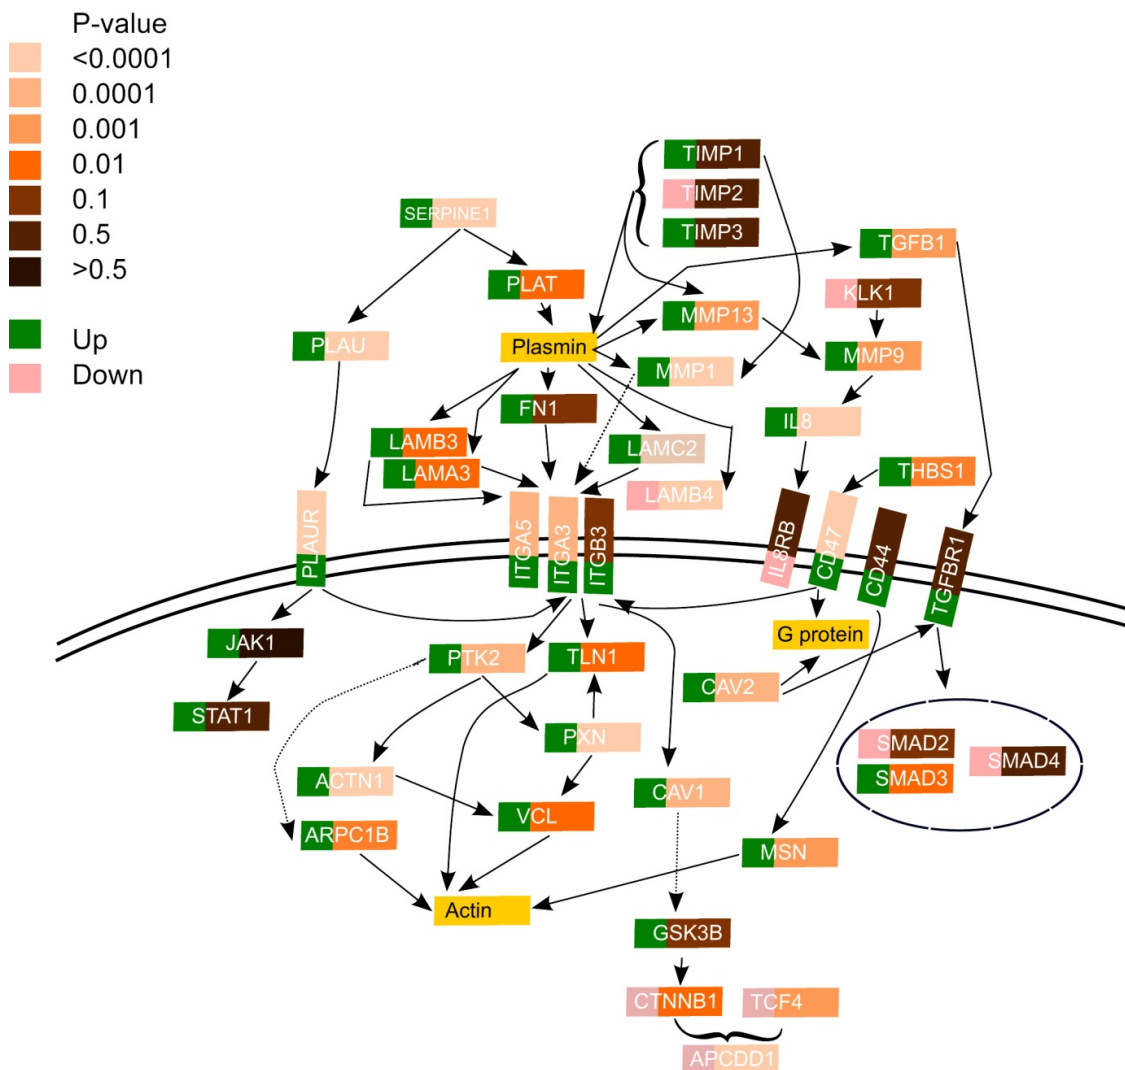 P-value
<0.0001
0.0001
0.001
0.01
0.1
0.5
>0.5
Up
Down
TIMP1
TIMP2
TIMP3
SERPINE1
TGFB1
PLAT
KLK1
MMP13
PLAU
Plasmin
MMP9
MMP1
FN1
IL8
LAMB3
LAMC2
LAMA3
THBS1
LAMB4
PLAUR
ITGA5
ITGA3
ITGB3
IL8RB
CD47
CD44
TGFBR1
JAK1
G protein
PTK2
TLN1
CAV2
STAT1
PXN
SMAD2
SMAD4
SMAD3
ACTN1
CAV1
VCL
ARPC1B
MSN
Actin
GSK3B
CTNNB1
TCF4
APCDD1